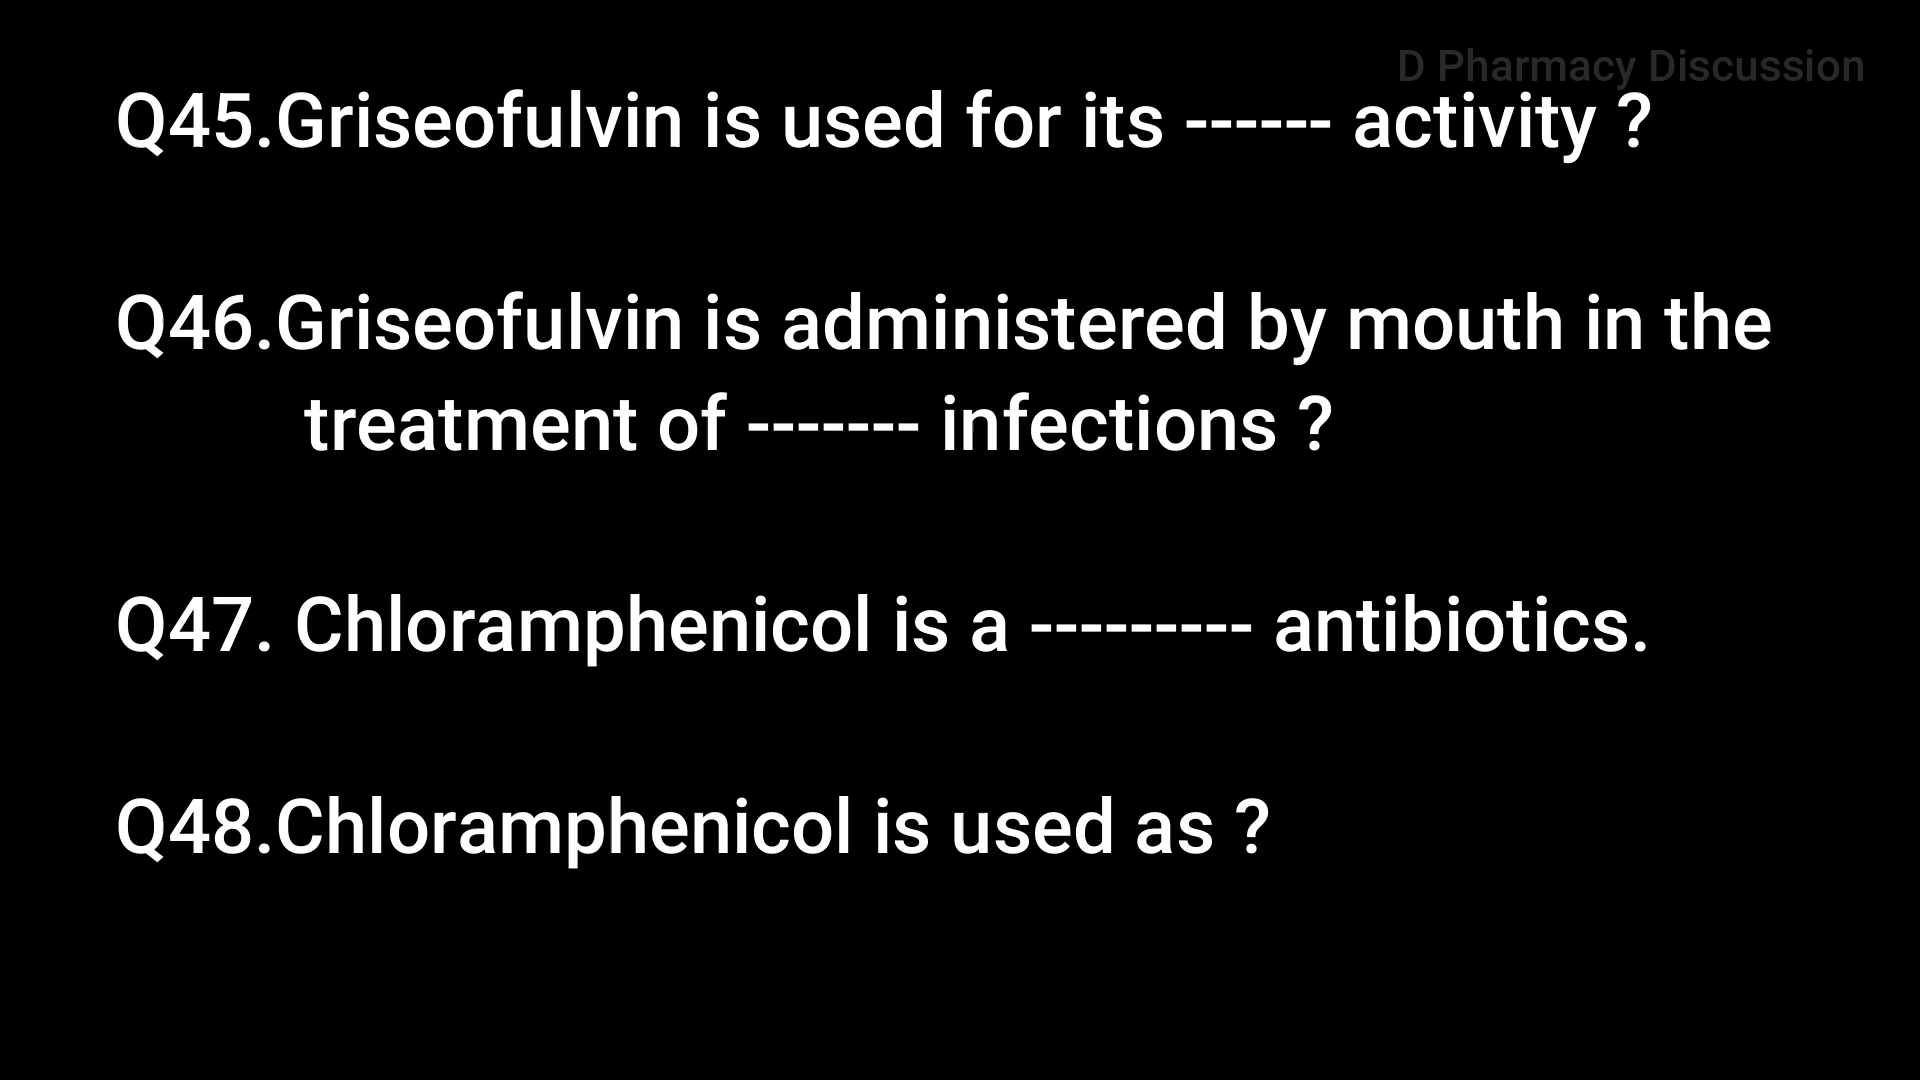 D Pharmacy Discussion
Q45.Griseofulvin is used for its ------ activity ?
Q46.Griseofulvin is administered by mouth in the
treatment of ------- infections ?
Q47. Chloramphenicol is a --------- antibiotics.
Q48.Chloramphenicol is used as ?